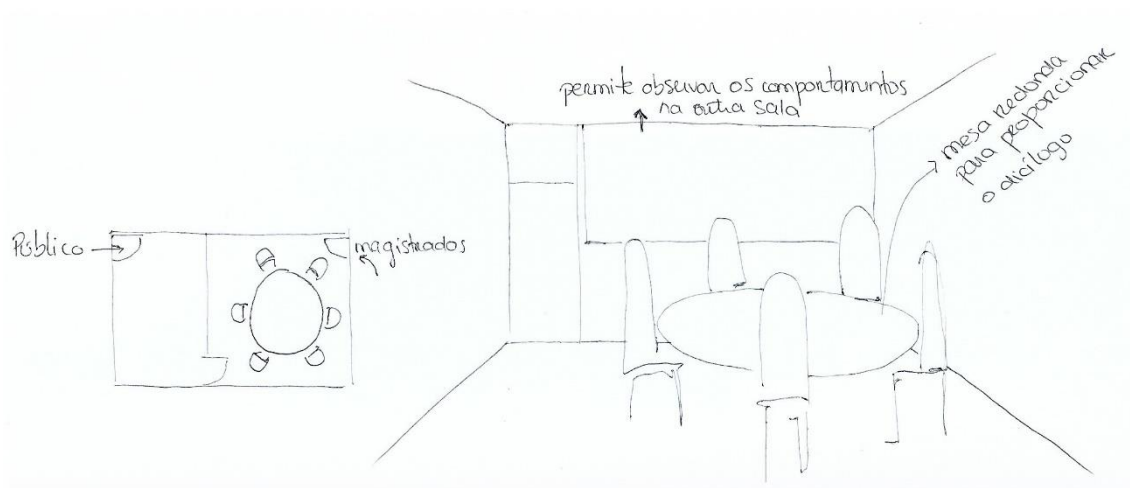 Público
magistrados
permite observar os comportamentos
na outra sala
mesa redonda
para proporcionar
o diálogo